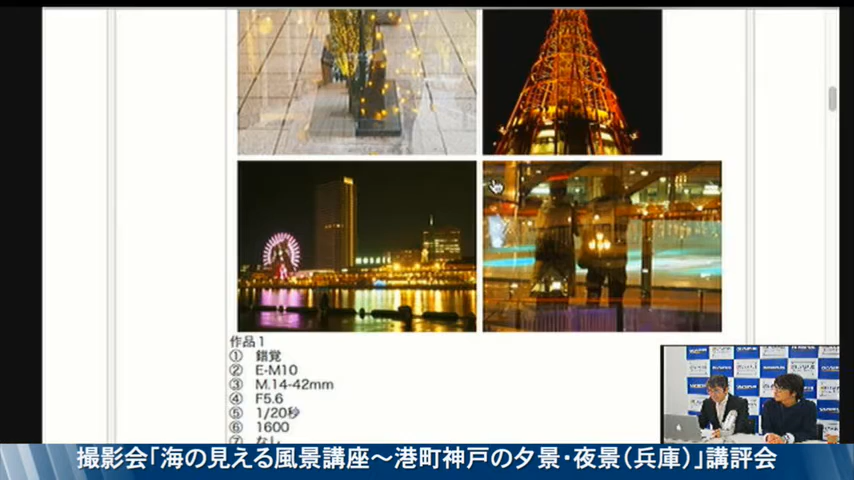 作品1
① 錯覚
② E-M10
③ M.14-42mm
④ F5.6
⑤ 1/20秒
⑥ 1600
⑦ なし
撮影会「海の見える風景講座～港町神戸の夕景・夜景(兵庫)」講評会